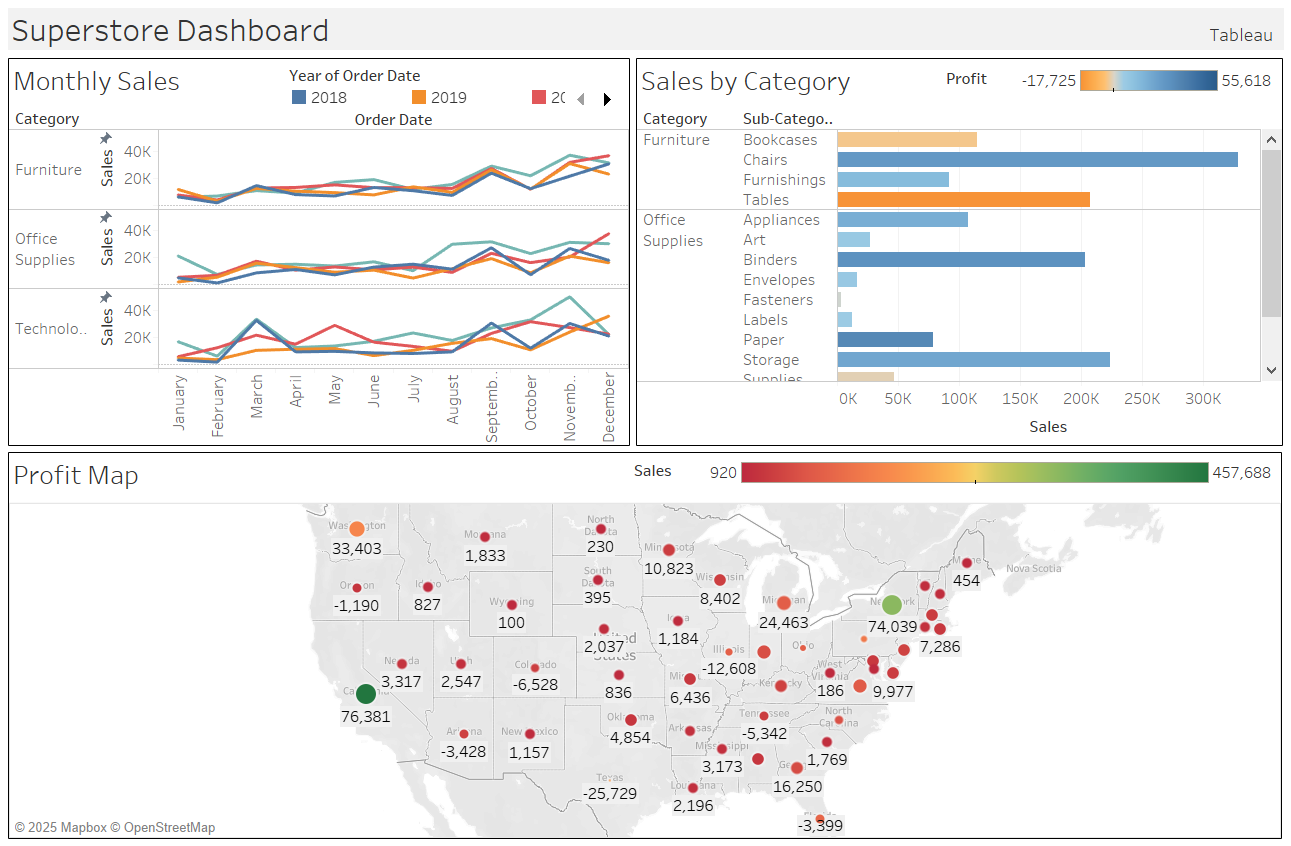 Superstore Dashboard
Tableau
Monthly Sales
Year of Order Date
2018
2019
20
Category
Order Date
Furniture
Sales
40K
20K
Office
Supplies
Sales
40K
20K
Technolo..
Sales
40K
20K
January
February
March
April
May
June
July
August
Septemb..
October
Novemb..
December
Sales by Category
Profit
-17,725
55,618
Category
Sub-Catego..
Furniture
Bookcases
Chairs
Furnishings
Tables
Office
Supplies
Appliances
Art
Binders
Envelopes
Fasteners
Labels
Paper
Storage
Supplies
0K
50K
100K
150K
200K
250K
300K
Sales
Profit Map
Sales
920
457,688
Washington
33,403
Montana
1,833
North
Dakota
230
Minnesota
10,823
Maine
454
Nova Scotia
Oregon
-1,190
Idaho
827
Wyoming
100
South
Dakota
395
Wisconsin
8,402
Michigan
24,463
New York
74,039
7,286
United
States
2,037
Iowa
1,184
Illinois
-12,608
Ohio
Nevada
3,317
Utah
2,547
Colorado
-6,528
836
6,436
Kentucky
West
Virginia
186
9,977
California
76,381
Arizona
-3,428
New Mexico
1,157
Oklahoma
4,854
Arkansas
Tennessee
-5,342
North
Carolina
Mississippi
3,173
1,769
Georgia
16,250
Texas
-25,729
Louisiana
2,196
-3,399
© 2025 Mapbox © OpenStreetMap